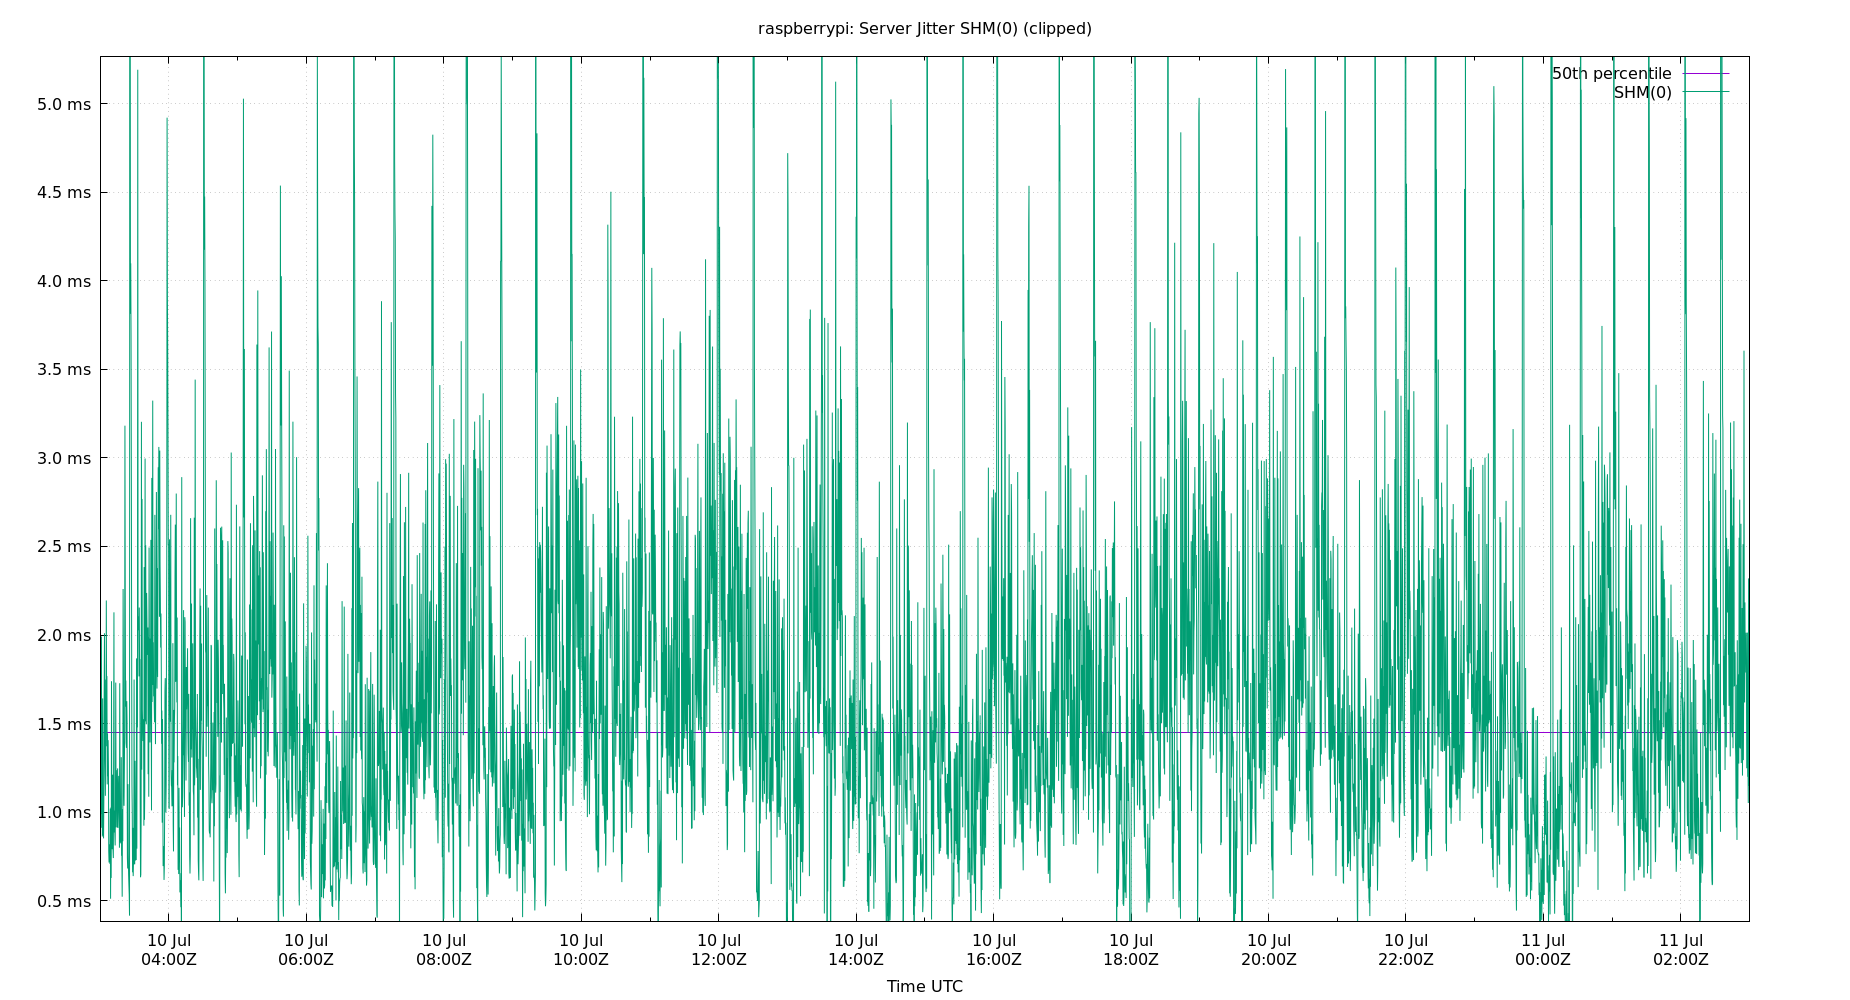 raspberrypi: Server Jitter SHM(0) (clipped)
50th percentile
SHM(0)
5.0 ms
4.5 ms
4.0 ms
3.5 ms
3.0 ms
2.5 ms
2.0 ms
1.5 ms
1.0 ms
0.5 ms
10 Jul 10 Jul 10 Jul 10 Jul 10 Jul 10 Jul 10 Jul 10 Jul 10 Jul 10 Jul 11 Jul 11 Jul
04:00Z 06:00Z 08:00Z 10:00Z 12:00Z 14:00Z 16:00Z 18:00Z 20:00Z 22:00Z 00:00Z 02:00Z
Time UTC